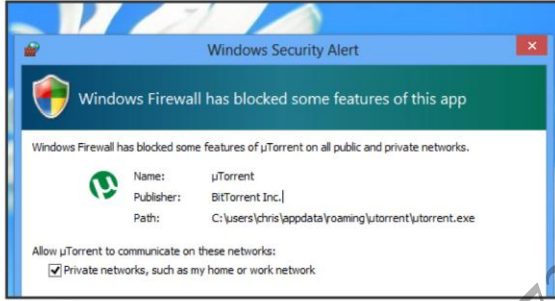 Windows Security Alert
Windows Firewall has blocked some features of this app
Windows Firewall has blocked some features of µTorrent on all public and private networks.
Name: µTorrent
Publisher: BitTorrent Inc.
Path: C:\users\chris\appdata\roaming\utorrent\utorrent.exe
Allow µTorrent to communicate on these networks:
Private networks, such as my home or work network